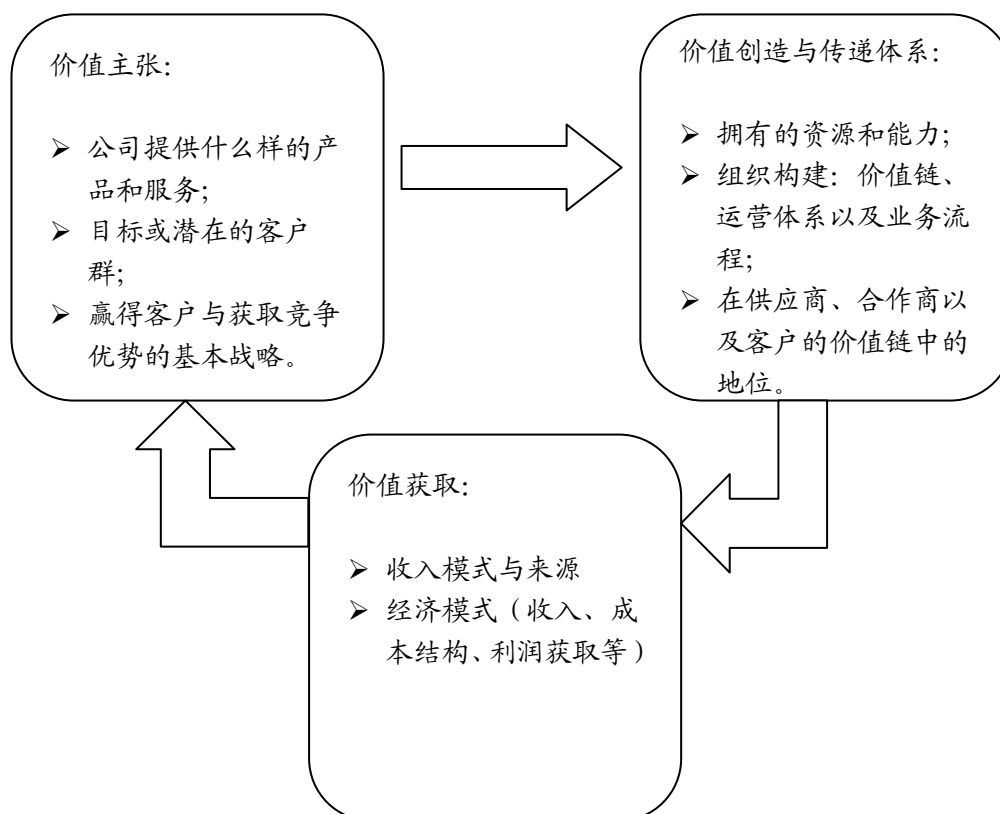 价值主张：
➢ 公司提供什么样的产
品和服务；
➢ 目标或潜在的客户
群；
➢ 赢得客户与获取竞争
优势的基本战略。
价值创造与传递体系：
➢ 拥有的资源和能力；
➢ 组织构建：价值链、
运营体系以及业务流
程；
➢ 在供应商、合作商以
及客户的价值链中的
地位。
价值获取：
➢ 收入模式与来源
➢ 经济模式（收入、成
本结构、利润获取等）